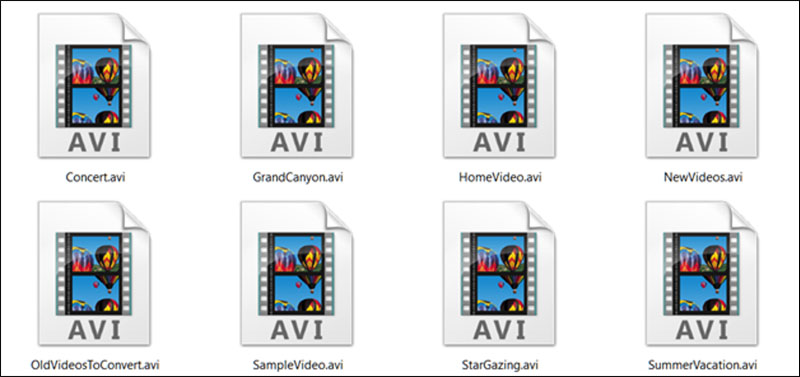 AVI AVI AVI AVI
Concert.avi GrandCanyon.avi HomeVideo.avi NewVideos.avi
AVI AVI AVI AVI
OldVideosToConvert.avi SampleVideo.avi StarGazing.avi SummerVacation.avi